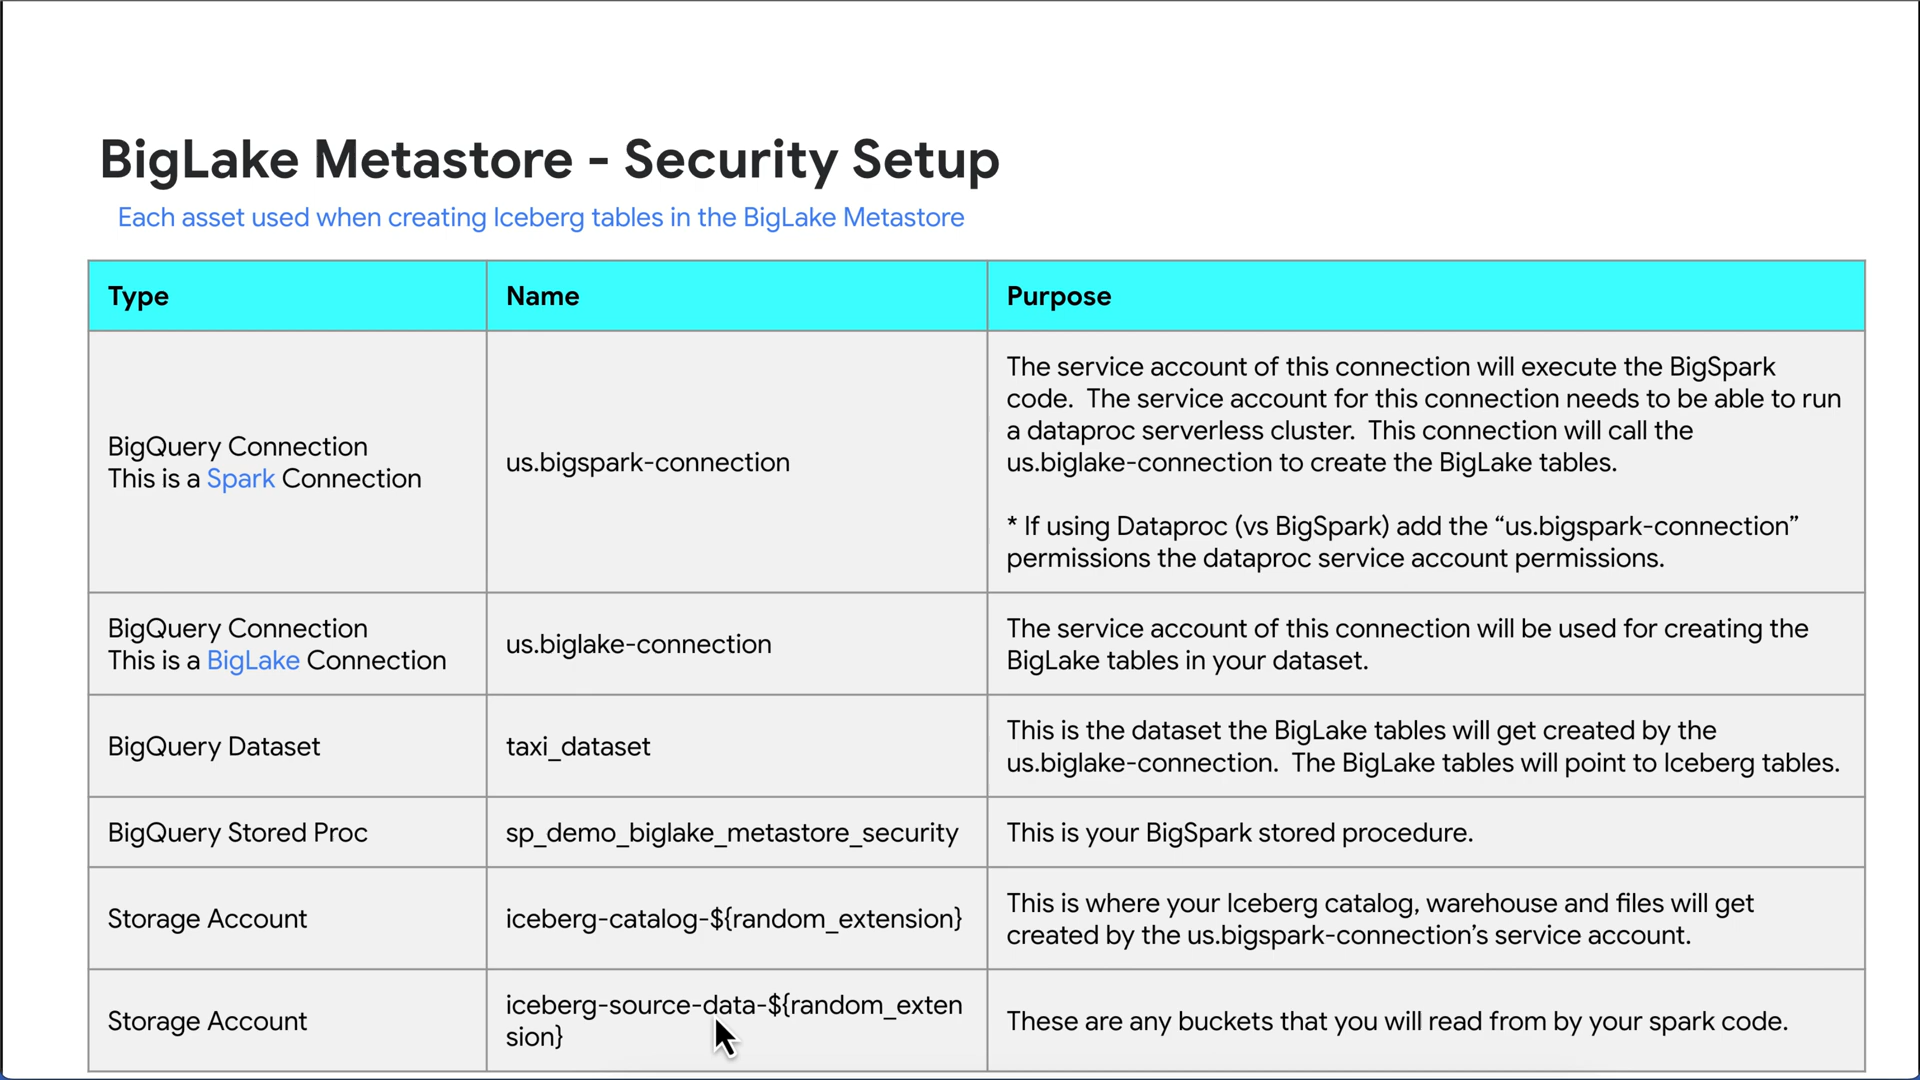 BigLake Metastore - Security Setup
Each asset used when creating Iceberg tables in the BigLake Metastore
Type
Name
Purpose
BigQuery Connection
This is a Spark Connection
us.bigspark-connection
The service account of this connection will execute the BigSpark
code.  The service account for this connection needs to be able to run
a dataproc serverless cluster.  This connection will call the
us.biglake-connection to create the BigLake tables.
* If using Dataproc (vs BigSpark) add the “us.bigspark-connection”
permissions the dataproc service account permissions.
BigQuery Connection
This is a BigLake Connection
us.biglake-connection
The service account of this connection will be used for creating the
BigLake tables in your dataset.
BigQuery Dataset
taxi_dataset
This is the dataset the BigLake tables will get created by the
us.biglake-connection.  The BigLake tables will point to Iceberg tables.
BigQuery Stored Proc
sp_demo_biglake_metastore_security
This is your BigSpark stored procedure.
Storage Account
iceberg-catalog-${random_extension}
This is where your Iceberg catalog, warehouse and files will get
created by the us.bigspark-connection’s service account.
Storage Account
iceberg-source-data-${random_exten
sion}
These are any buckets that you will read from by your spark code.